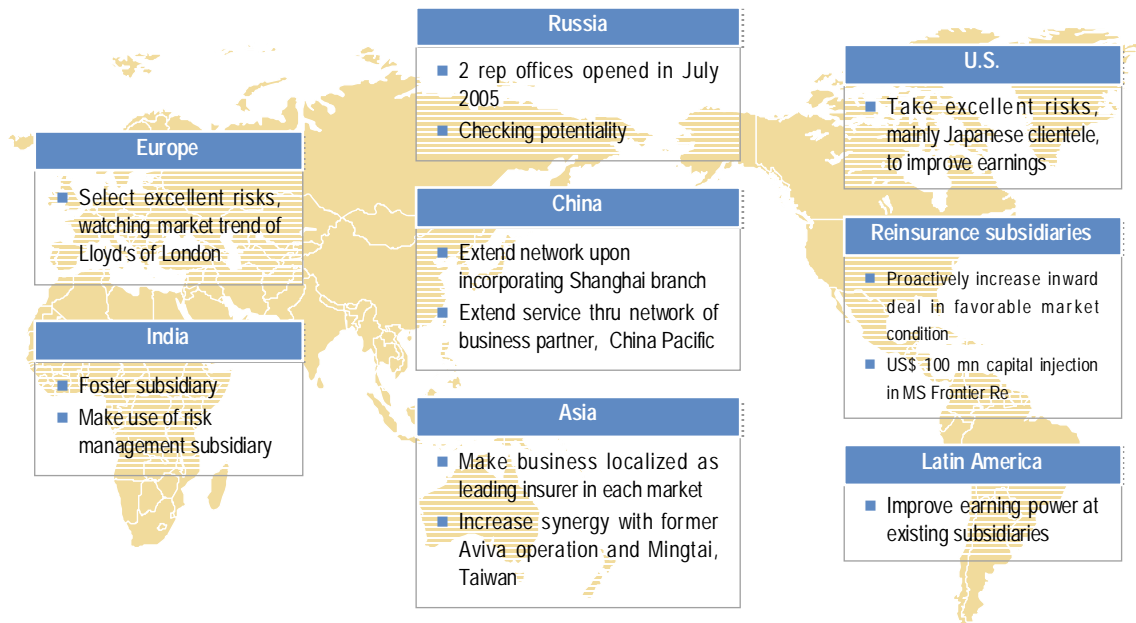 Russia
■ 2 rep offices opened in July
2005
■ Checking potentiality
U.S.
■ Take excellent risks,
mainly Japanese clientele,
to improve earnings
Europe
■ Select excellent risks,
watching market trend of
Lloyd's of London
China
■ Extend network upon
incorporating Shanghai branch
■ Extend service thru network of
business partner, China Pacific
Reinsurance subsidiaries
■ Proactively increase inward
deal in favorable market
condition
■ US$ 100 mn capital injection
in MS Frontier Re
India
■ Foster subsidiary
■ Make use of risk
management subsidiary
Asia
■ Make business localized as
leading insurer in each market
■ Increase synergy with former
Aviva operation and Mingtai,
Taiwan
Latin America
■ Improve earning power at
existing subsidiaries